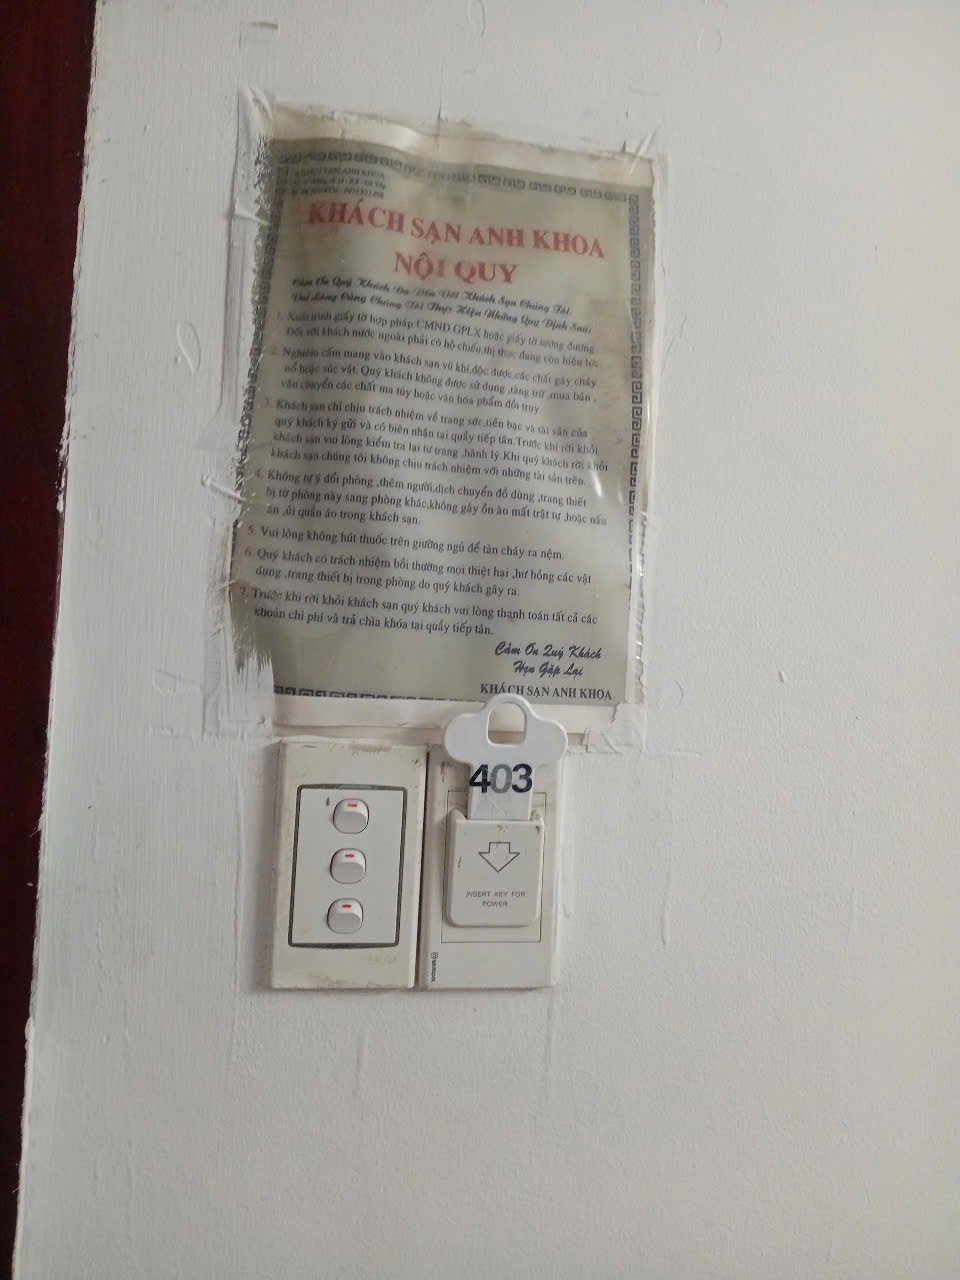 KHÁCH SẠN ANH KHOA
KHÁCH SẠN ANH KHOA
NỘI QUY
Cảm Ơn Quý Khách Đã Đến Với Khách Sạn Chúng Tôi.
Vui Lòng Cùng Chúng Tôi Thực Hiện Những Quy Định Sau:
1. Xuất trình giấy tờ hợp pháp:CMND.GPLX hoặc giấy tờ tương đương
Đối với khách nước ngoài phải có hộ chiếu,thị thực đang còn hiệu lực
2. Nghiêm cấm mang vào khách sạn vũ khí,độc dược,các chất gây cháy
nổ hoặc súc vật. Quý khách không được sử dụng ,tàng trữ ,mua bán ,
vận chuyển các chất ma túy hoặc văn hóa phẩm đồi trụy
3. Khách sạn chỉ chịu trách nhiệm về trang sức,tiền bạc và tài sản của
quý khách ký gửi và có biên nhận tại quầy tiếp tân.Trước khi rời khỏi
khách sạn vui lòng kiểm tra lại tư trang ,hành lý.Khi quý khách rời khỏi
khách sạn chúng tôi không chịu trách nhiệm với những tài sản trên.
4. Không tự ý đổi phòng ,thêm người,dịch chuyển đồ dùng ,trang thiết
bị từ phòng này sang phòng khác,không gây ồn ào mất trật tự ,hoặc nấu
ăn ,ủi quần áo trong khách sạn.
5. Vui lòng không hút thuốc trên giường ngủ để tàn cháy ra nệm.
6. Quý khách có trách nhiệm bồi thường mọi thiệt hại ,hư hỏng các vật
dụng ,trang thiết bị trong phòng do quý khách gây ra.
7. Trước khi rời khỏi khách sạn quý khách vui lòng thanh toán tất cả các
khoản chi phí và trả chìa khóa tại quầy tiếp tân.
Cảm Ơn Quý Khách
Hẹn Gặp Lại
KHÁCH SẠN ANH KHOA
403
INSERT KEY FOR
POWER